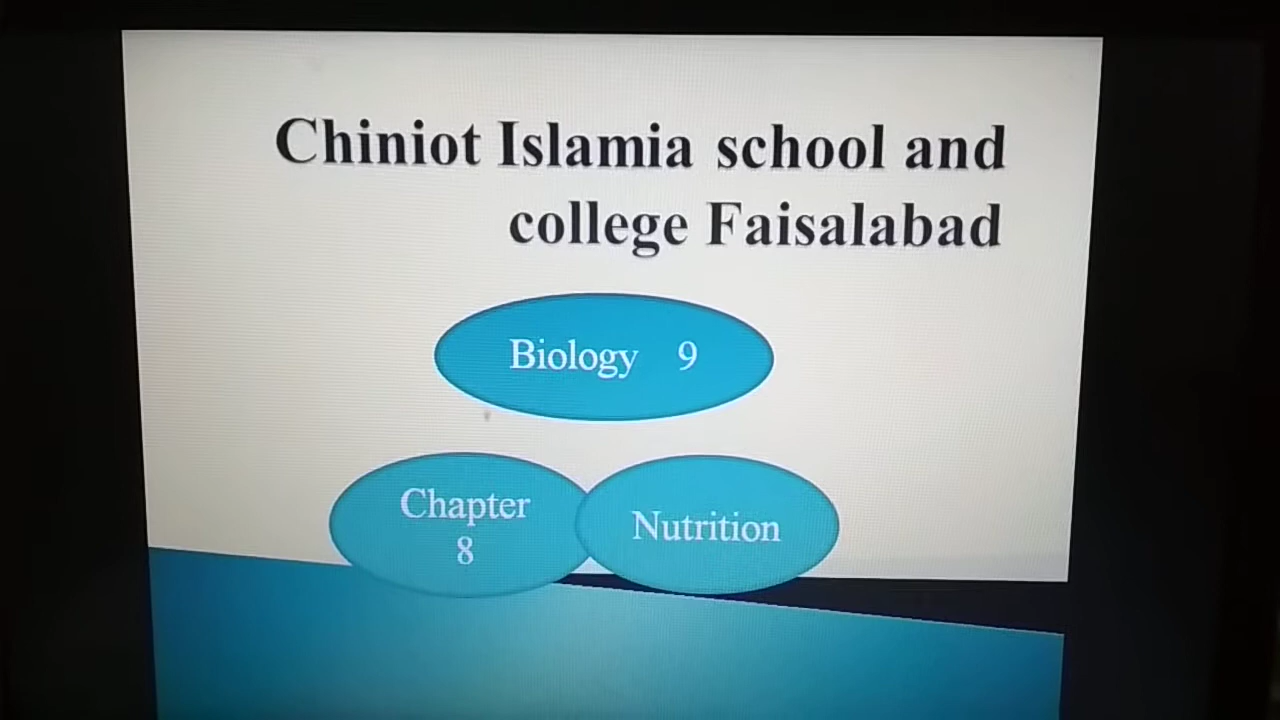 Chiniot Islamia school and
college Faisalabad
Biology 9
Chapter
8
Nutrition